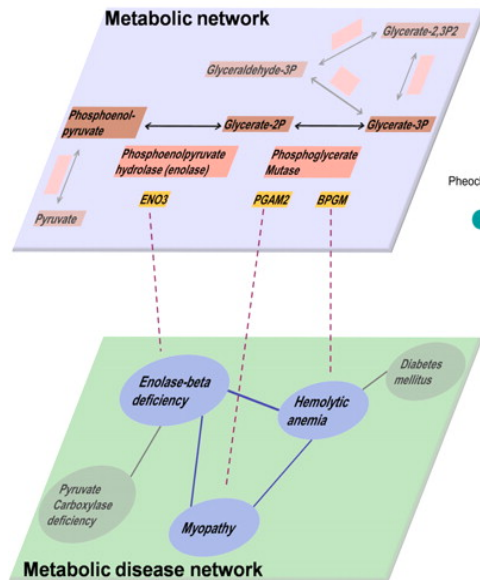 Metabolic network
Glycerate-2,3P2
Glyceraldehyde-3P
Phosphoenol-
pyruvate
Glycerate-2P
Glycerate-3P
Phosphoenolpyruvate
hydrolase (enolase)
Phosphoglycerate
Mutase
ENO3
PGAM2
BPGM
Pyruvate
Pheoc
Enolase-beta
deficiency
Hemolytic
anemia
Diabetes
mellitus
Pyruvate
Carboxylase
deficiency
Myopathy
Metabolic disease network